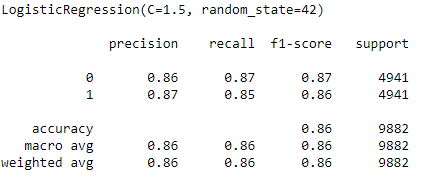 LogisticRegression(C=1.5, random_state=42)
precision recall f1-score support
0 0.86 0.87 0.87 4941
1 0.87 0.85 0.86 4941
accuracy 0.86 9882
macro avg 0.86 0.86 0.86 9882
weighted avg 0.86 0.86 0.86 9882